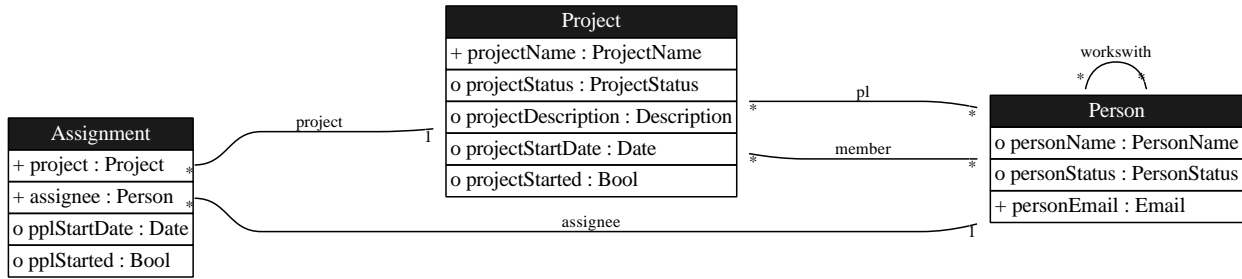 Project
+ projectName : ProjectName
o projectStatus : ProjectStatus
o projectDescription : Description
o projectStartDate : Date
o projectStarted : Bool
workswith
* *
pl
* *
member
* *
Person
o personName : PersonName
o personStatus : PersonStatus
+ personEmail : Email
Assignment
+ project : Project
+ assignee : Person
o pplStartDate : Date
o pplStarted : Bool
project
* 1
assignee
* 1